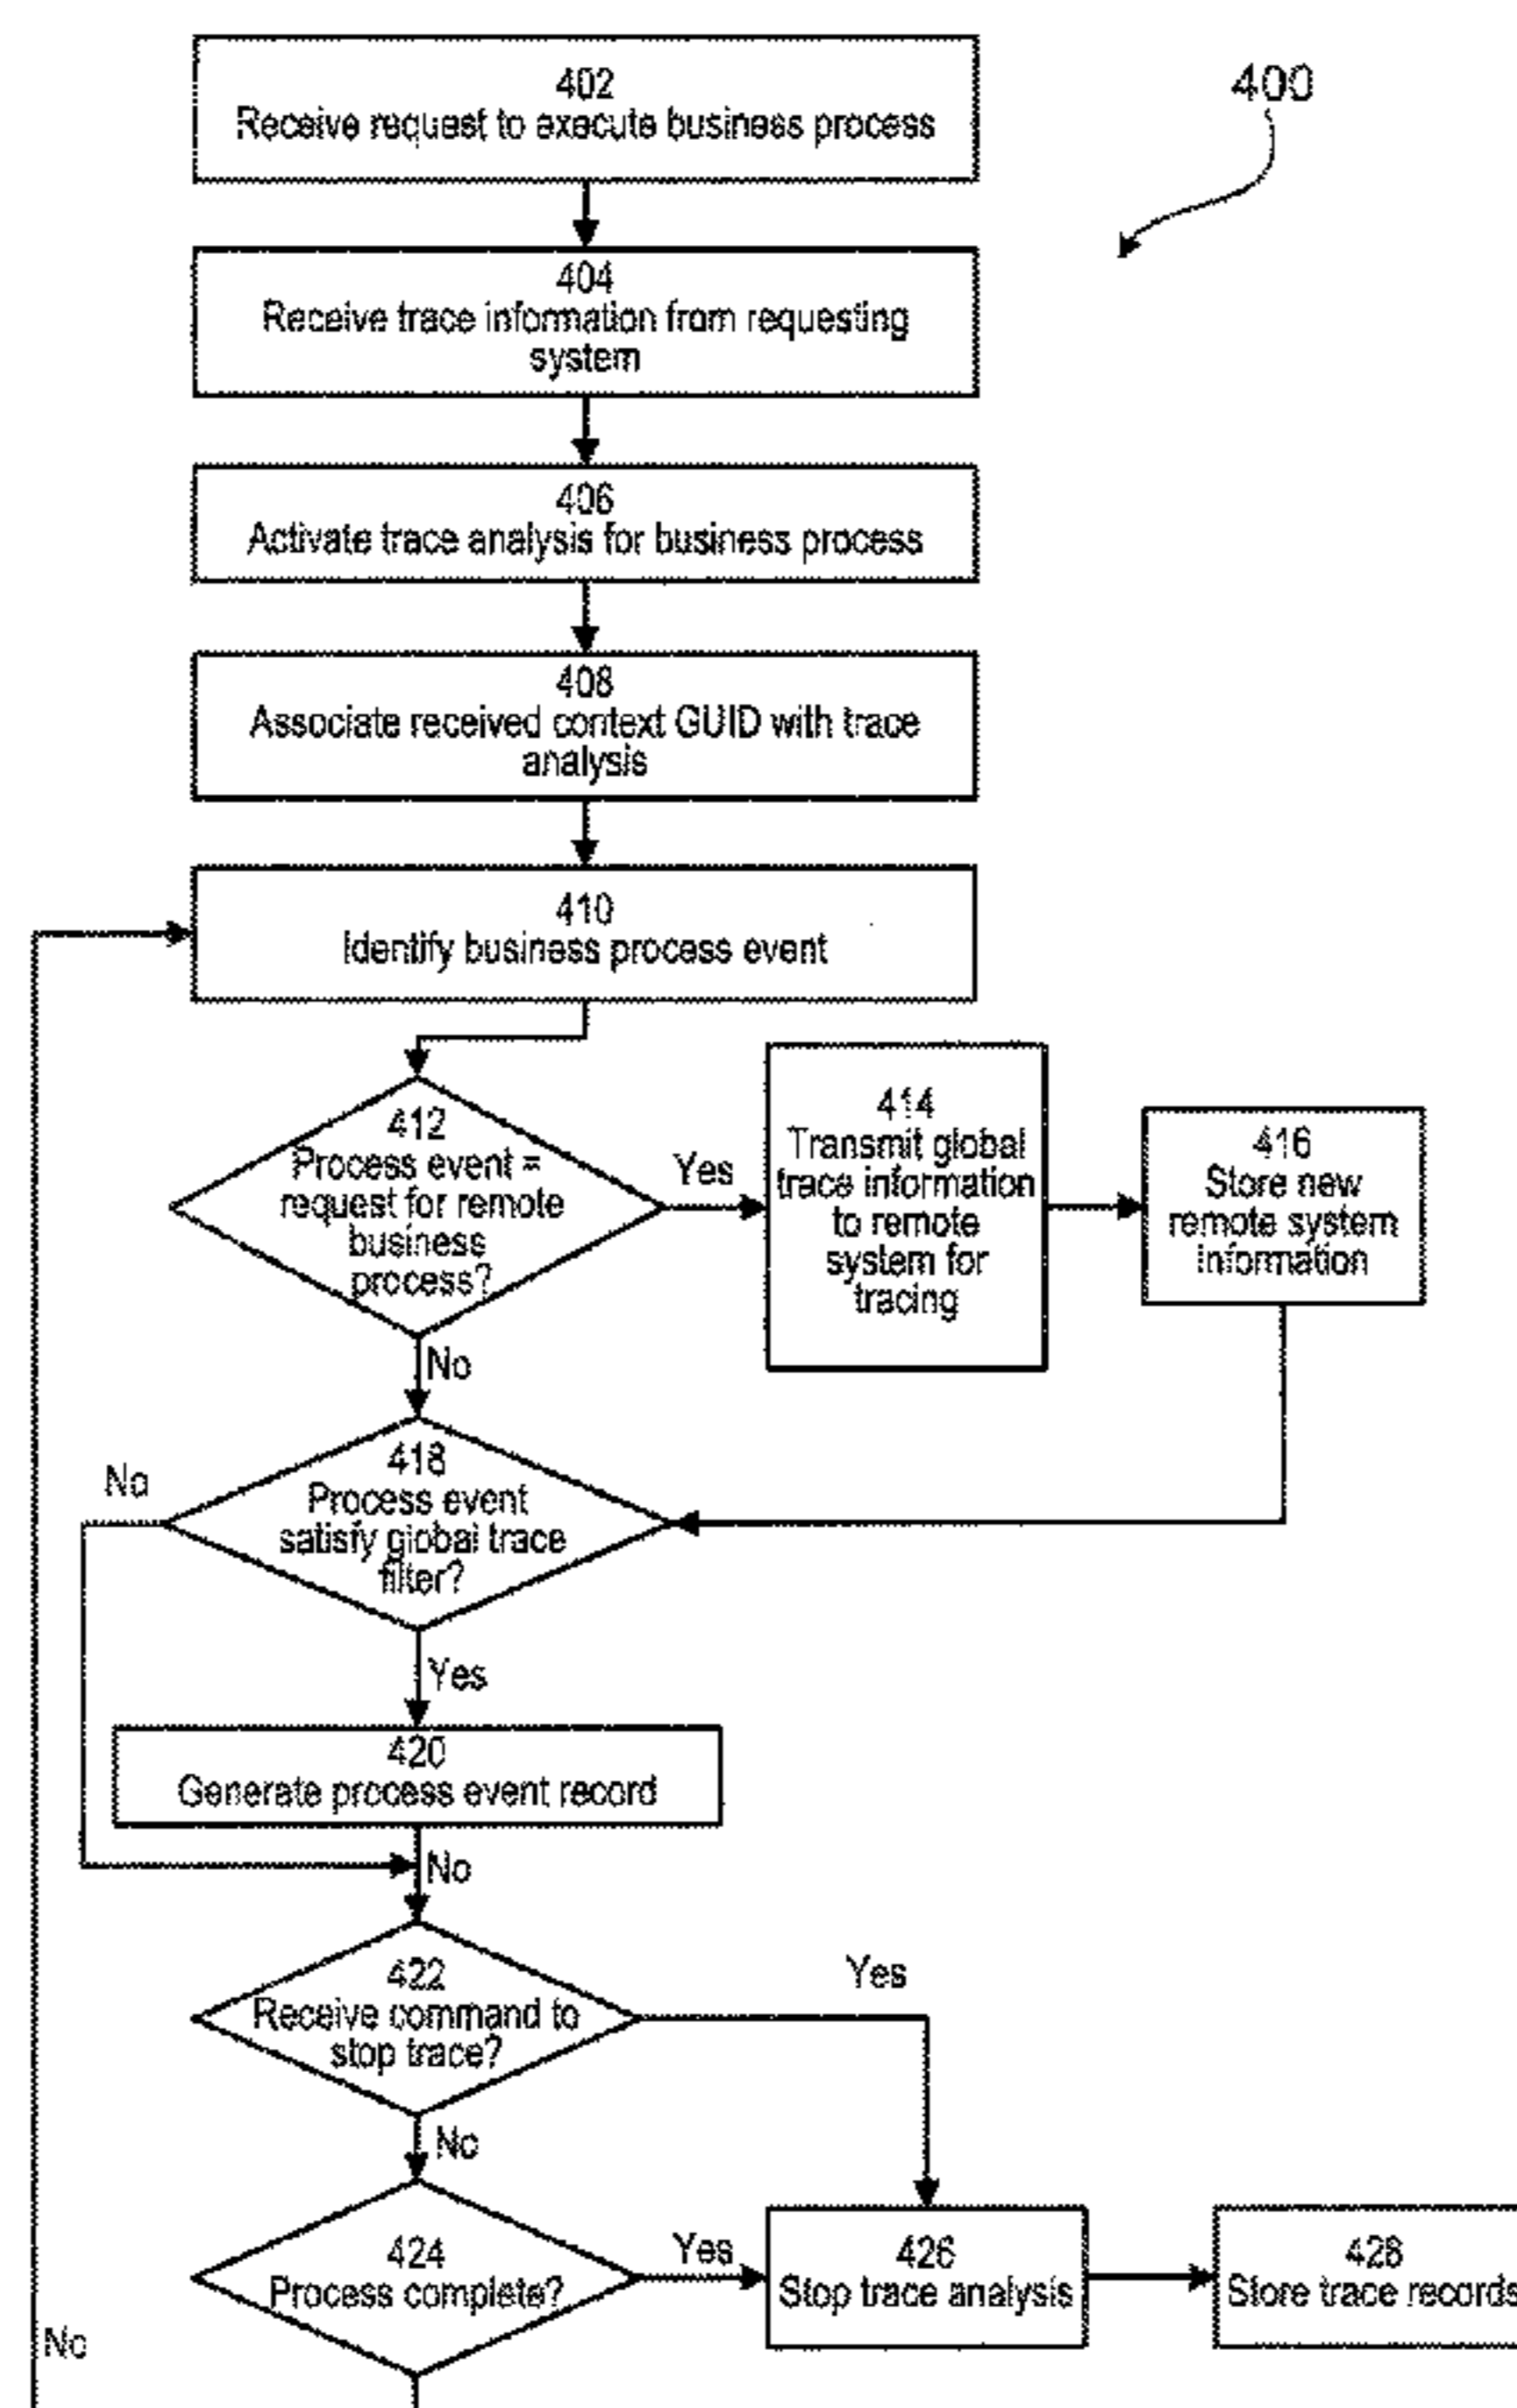 402
Receive request to execute business process
400
404
Receive trace information from requesting
system
406
Activate trace analysis for business process
408
Associate received context GUID with trace
analysis
410
Identify business process event
412
Process event =
request for remote
business
process?
Yes
414
Transmit global
trace information
to remote
system for
tracing
416
Store new
remote system
information
No
418
Process event
satisfy global trace
filter?
No
Yes
420
Generate process event record
No
422
Receive command to
stop trace?
Yes
No
424
Process complete?
Yes
426
Stop trace analysis
428
Store trace records
No